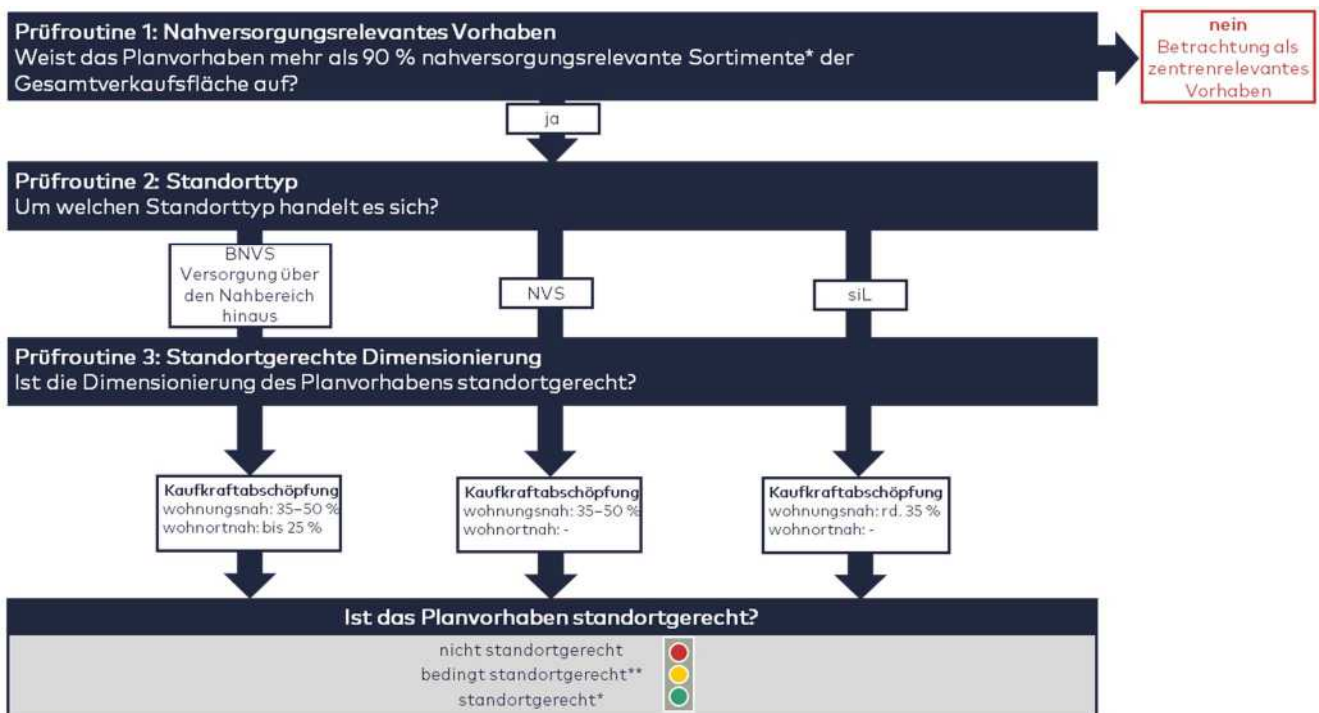 Prüfroutine 1: Nahversorgungsrelevantes Vorhaben
Weist das Planvorhaben mehr als 90 % nahversorgungsrelevante Sortimente* der
Gesamtverkaufsfläche auf?
nein
Betrachtung als
zentrenrelevantes
Vorhaben
ja
Prüfroutine 2: Standorttyp
Um welchen Standorttyp handelt es sich?
BNVS
Versorgung über
den Nahbereich
hinaus
NVS
siL
Prüfroutine 3: Standortgerechte Dimensionierung
Ist die Dimensionierung des Planvorhabens standortgerecht?
Kaufkraftabschöpfung
wohnungsnah: 35–50 %
wohnortnah: bis 25 %
Kaufkraftabschöpfung
wohnungsnah: 35–50 %
wohnortnah: -
Kaufkraftabschöpfung
wohnungsnah: rd. 35 %
wohnortnah: -
Ist das Planvorhaben standortgerecht?
nicht standortgerecht
bedingt standortgerecht**
standortgerecht*